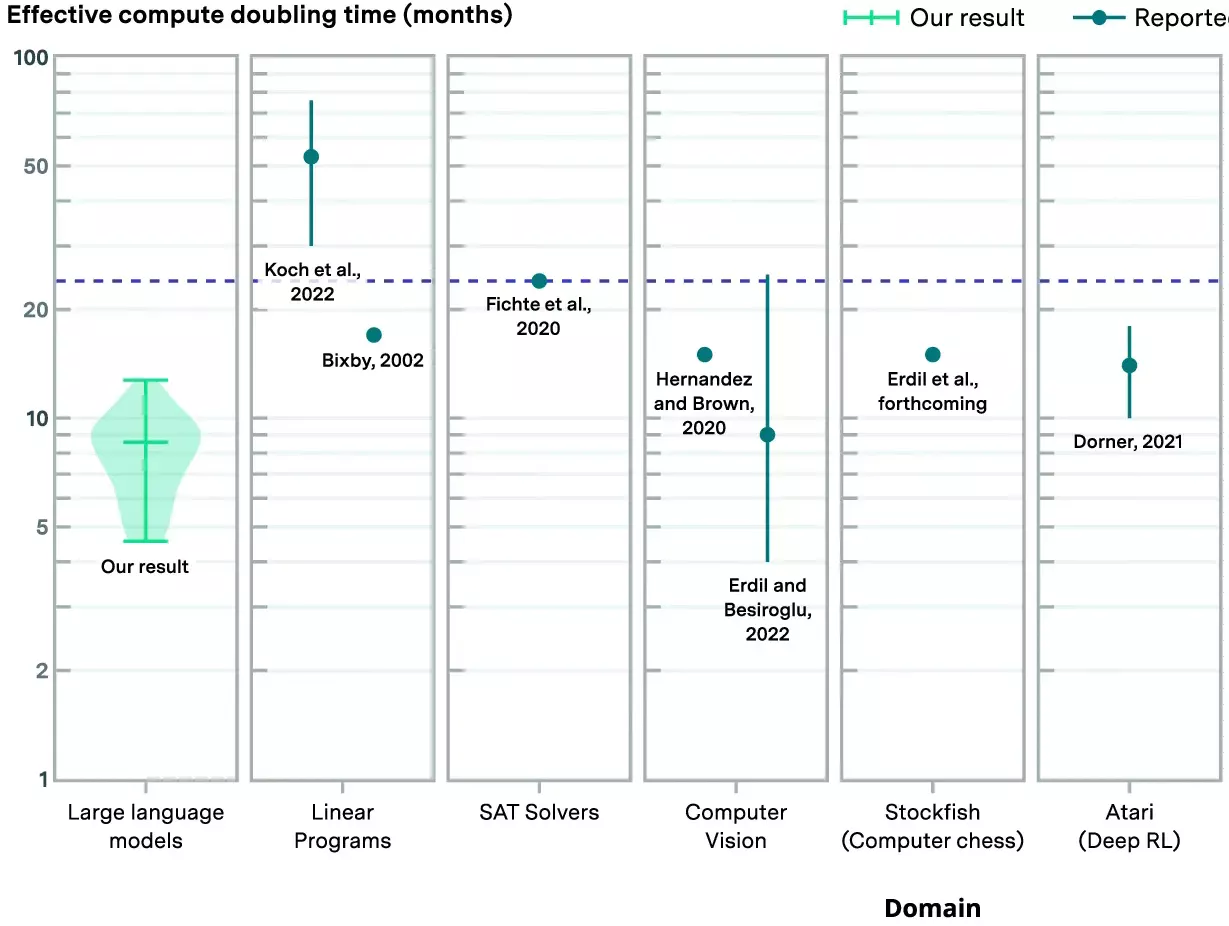 Effective compute doubling time (months)
Our result
100
50
20
10
5
2
1
Our result
Koch et al.,
2022
Bixby, 2002
Fichte et al.,
2020
Hernandez
and Brown,
2020
Erdil and
Besiroglu,
2022
Erdil et al.,
forthcoming
Dorner, 2021
Large language
models
Linear
Programs
SAT Solvers
Computer
Vision
Stockfish
(Computer chess)
Atari
(Deep RL)
Domain